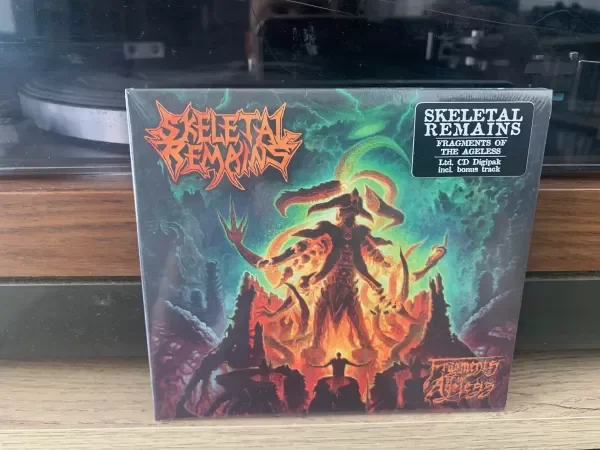 SKELETAL
REMAINS
SKELETAL
REMAINS
FRAGMENTS OF
THE AGELESS
Ltd. CD Digipak
incl. bonus track
Fragments
of the
Ageless